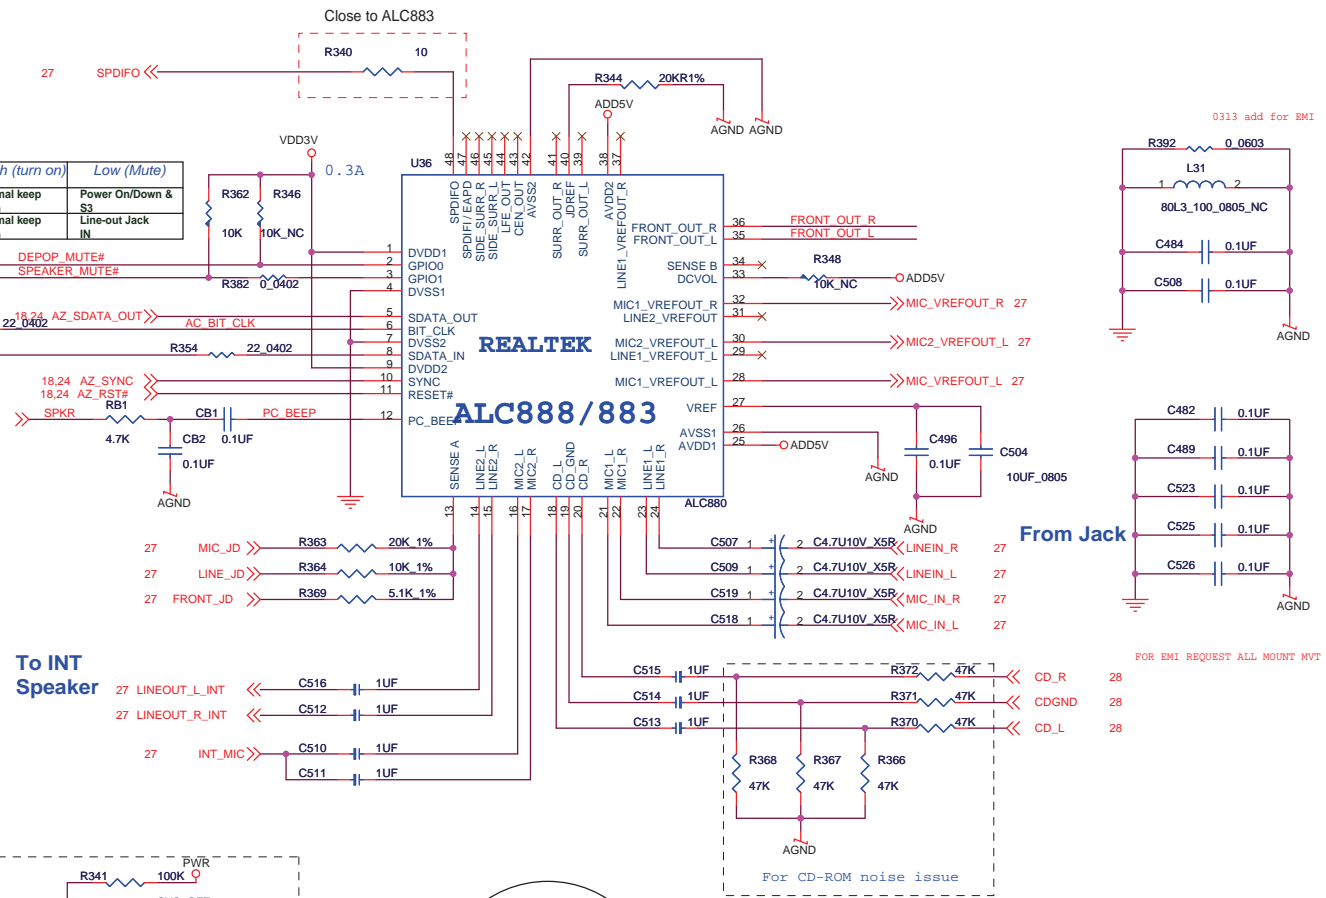 Close to ALC883
R340 10
27 SPDIFO
R344 20KR1%
ADD5V
AGND AGND
0313 add for EMI
VDD3V
0.3A
R392 0_0603
L31
1 2
80L3_100_0805_NC
C484 0.1UF
C508 0.1UF
AGND
h (turn on) Low (Mute)
nal keep Power On/Down & S3
nal keep Line-out Jack IN
R362 R346
10K 10K_NC
DEPOP_MUTE#
SPEAKER_MUTE#
R382 0_0402
U36
48 47 46 45 44 43 42 41 40 39 38 37
SPDIFO
SPDIFI/ EAPD
SIDE_SURR_R
SIDE_SURR_L
LFE_OUT
CEN_OUT
AVSS2
SURR_OUT_R
JDREF
SURR_OUT_L
AVDD2
LINE1_VREFOUT_R
1 DVDD1
2 GPIO0
3 GPIO1
4 DVSS1
5 SDATA_OUT
6 BIT_CLK
7 DVSS2
8 SDATA_IN
9 DVDD2
10 SYNC
11 RESET#
12 PC_BEEP
FRONT_OUT_R 36 FRONT_OUT_R
FRONT_OUT_L 35 FRONT_OUT_L
SENSE B 34
DCVOL 33 R348 10K_NC ADD5V
MIC1_VREFOUT_R 32 MIC_VREFOUT_R 27
LINE2_VREFOUT 31
MIC2_VREFOUT_L 30 MIC2_VREFOUT_L 27
LINE1_VREFOUT_L 29
MIC1_VREFOUT_L 28 MIC_VREFOUT_L 27
VREF 27
AVSS1 26
AVDD1 25 ADD5V
REALTEK
ALC888/883
ALC880
18,24 AZ_SDATA_OUT
22_0402 AC_BIT_CLK
R354 22_0402
18,24 AZ_SYNC
18,24 AZ_RST#
SPKR RB1 4.7K CB1 0.1UF PC_BEEP
CB2 0.1UF
AGND
AGND
C496 0.1UF
C504 10UF_0805
AGND
C482 0.1UF
C489 0.1UF
C523 0.1UF
C525 0.1UF
C526 0.1UF
AGND
SENSE A
LINE2_L
LINE2_R
MIC2_L
MIC2_R
CD_L
CD_GND
CD_R
MIC1_L
MIC1_R
LINE1_L
LINE1_R
13 14 15 16 17 18 19 20 21 22 23 24
27 MIC_JD R363 20K_1%
27 LINE_JD R364 10K_1%
27 FRONT_JD R369 5.1K_1%
From Jack
C507 1 + 2 C4.7U10V_X5R LINEIN_R 27
C509 1 + 2 C4.7U10V_X5R LINEIN_L 27
C519 1 + 2 C4.7U10V_X5R MIC_IN_R 27
C518 1 + 2 C4.7U10V_X5R MIC_IN_L 27
FOR EMI REQUEST ALL MOUNT MVT
To INT
Speaker
27 LINEOUT_L_INT C516 1UF
27 LINEOUT_R_INT C512 1UF
27 INT_MIC C510 1UF
C511 1UF
C515 1UF R372 47K CD_R 28
C514 1UF R371 47K CDGND 28
C513 1UF R370 47K CD_L 28
R368 R367 R366
47K 47K 47K
AGND
For CD-ROM noise issue
PWR
R341 100K